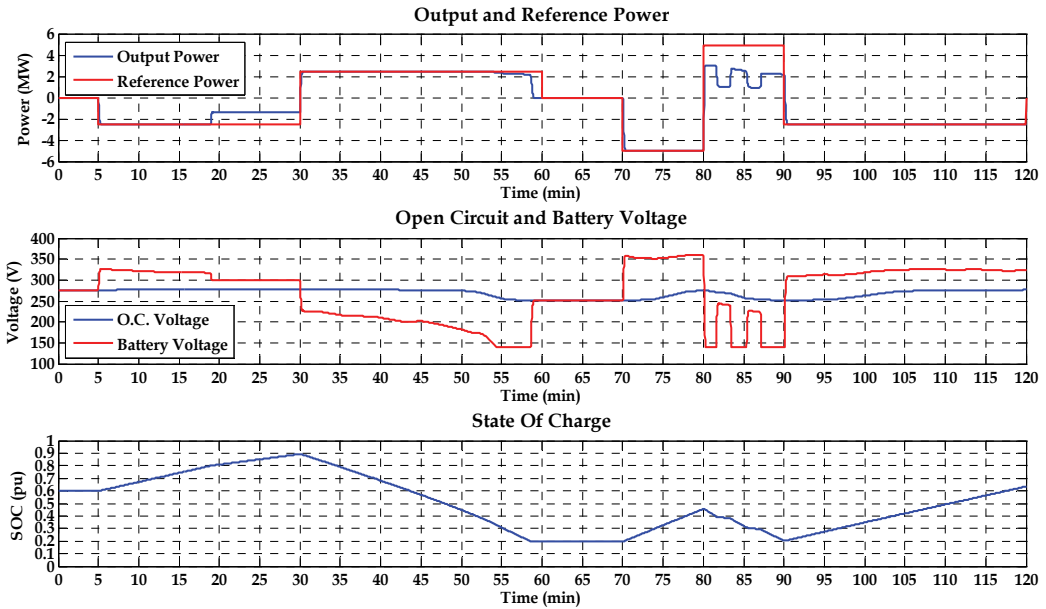 Output and Reference Power
Power (MW)
6
4
2
0
-2
-4
-6
Output Power
Reference Power
0 5 10 15 20 25 30 35 40 45 50 55 60 65 70 75 80 85 90 95 100 105 110 115 120
Time (min)
Open Circuit and Battery Voltage
Voltage (V)
400
350
300
250
200
150
100
O.C. Voltage
Battery Voltage
0 5 10 15 20 25 30 35 40 45 50 55 60 65 70 75 80 85 90 95 100 105 110 115 120
Time (min)
State Of Charge
SOC (pu)
1
0.9
0.8
0.7
0.6
0.5
0.4
0.3
0.2
0.1
0
0 5 10 15 20 25 30 35 40 45 50 55 60 65 70 75 80 85 90 95 100 105 110 115 120
Time (min)